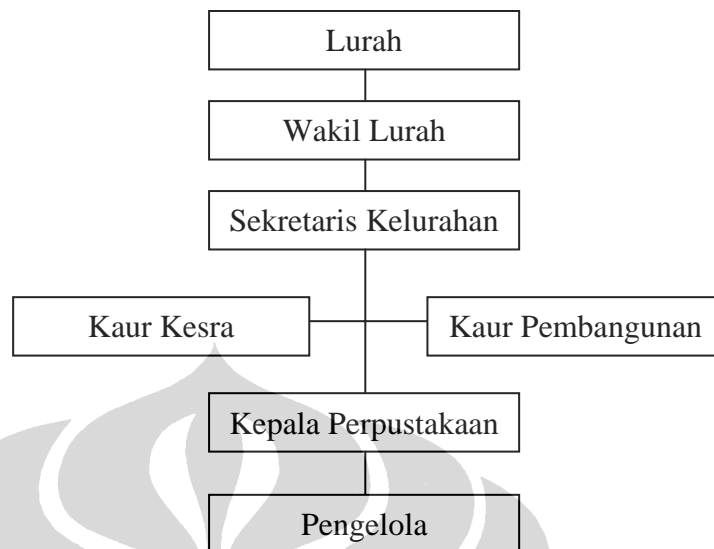 Lurah
Wakil Lurah
Sekretaris Kelurahan
Kaur Kesra
Kaur Pembangunan
Kepala Perpustakaan
Pengelola